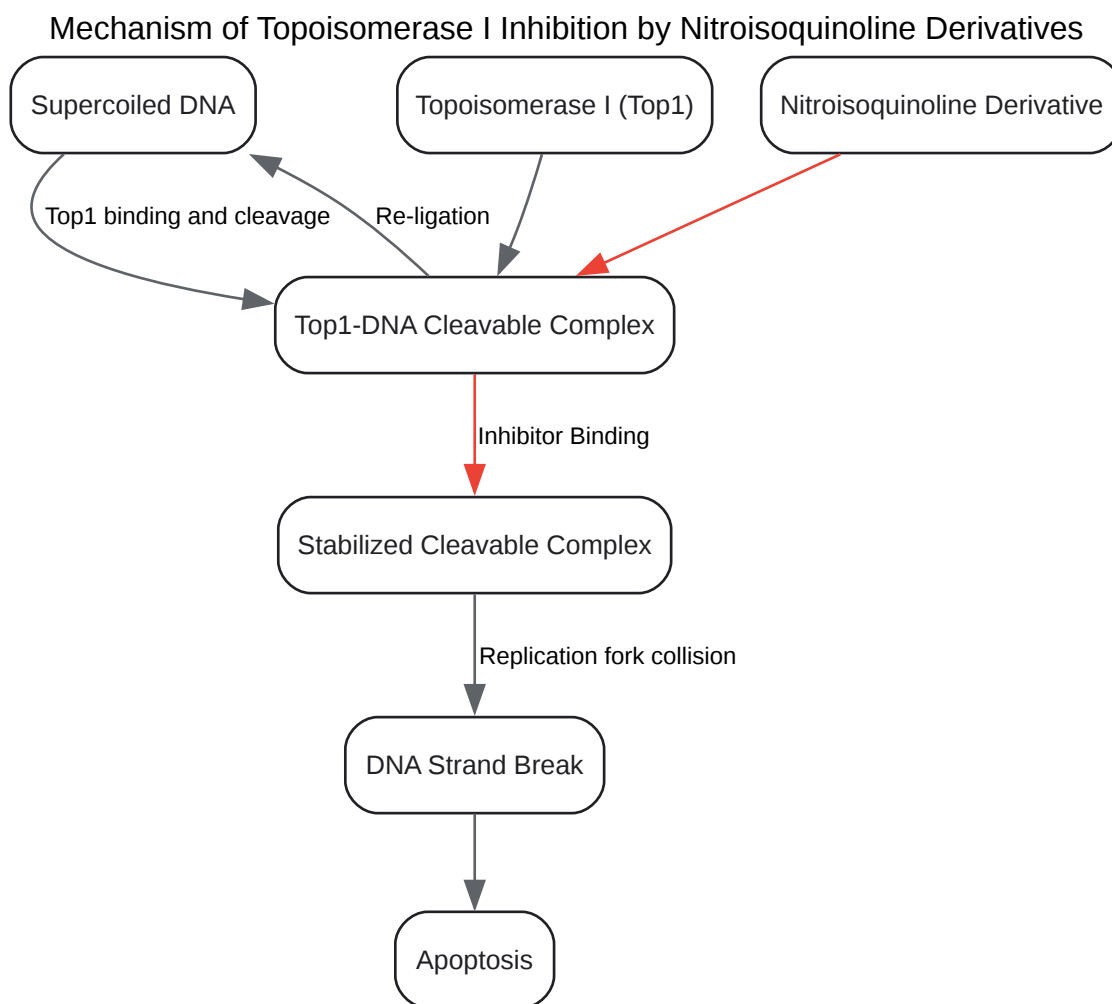 Mechanism of Topoisomerase I Inhibition by Nitroisoquinoline Derivatives
Supercoiled DNA
Topoisomerase I (Top1)
Nitroisoquinoline Derivative
Top1 binding and cleavage
Re-ligation
Top1-DNA Cleavable Complex
Inhibitor Binding
Stabilized Cleavable Complex
Replication fork collision
DNA Strand Break
Apoptosis